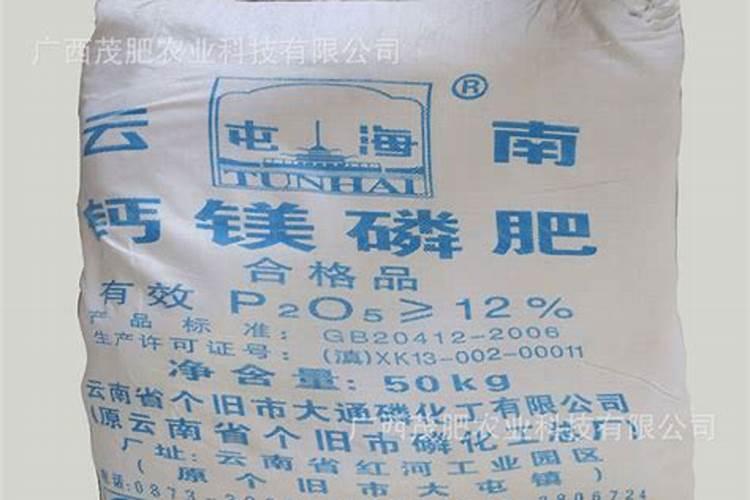 广西茂肥农业科技有限公司
云 屯海 南
®
TUNHAI
钙镁磷肥
合格品
有效 P2O5≥12%
产品标准：GB20412-2006
生产许可证号：(滇)XK13-002-00011
净含量：50kg
云南省个旧市大通磷化工有限公司
(原云南省个旧市磷化
广西茂肥农业科技有限公司
厂址：云南省红河工业园区
(原个旧市大屯镇)
电话:0873-